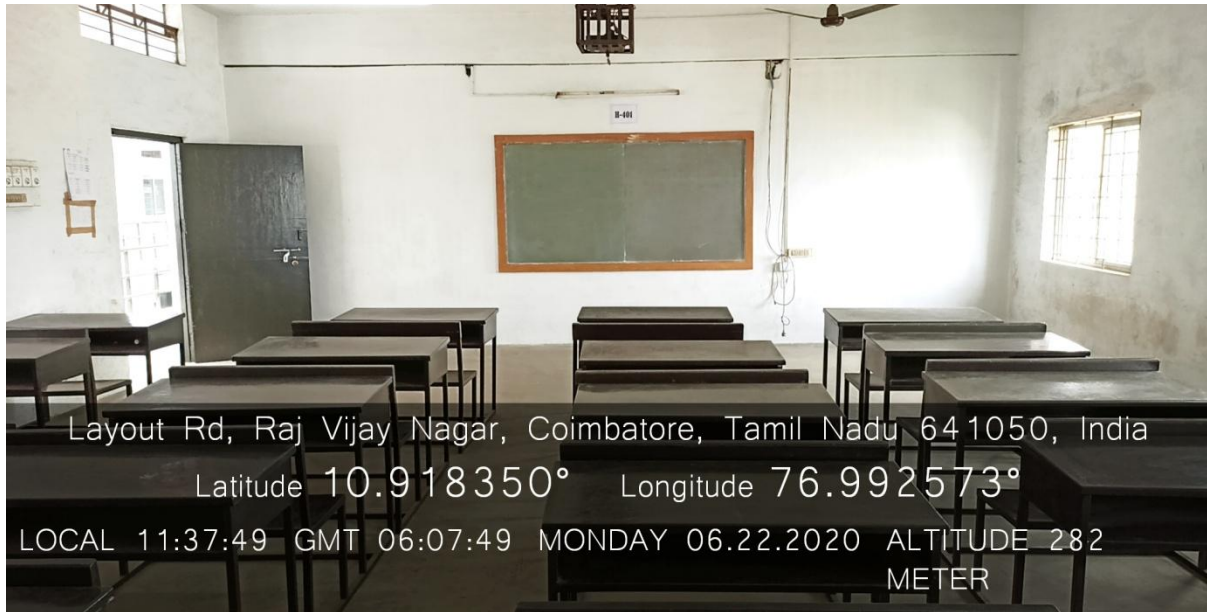 H-401
Layout Rd, Raj Vijay Nagar, Coimbatore, Tamil Nadu 641050, India
Latitude 10.918350° Longitude 76.992573°
LOCAL 11:37:49 GMT 06:07:49 MONDAY 06.22.2020 ALTITUDE 282
METER